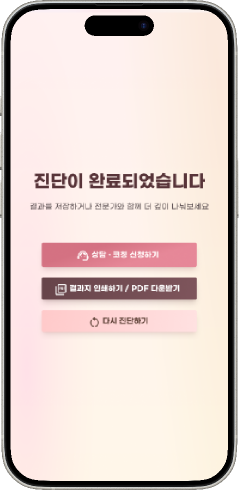 진단이 완료되었습니다
결과를 저장하거나 전문가와 함께 더 깊이 나눠보세요
상담 · 코칭 신청하기
결과지 인쇄하기 / PDF 다운받기
다시 진단하기